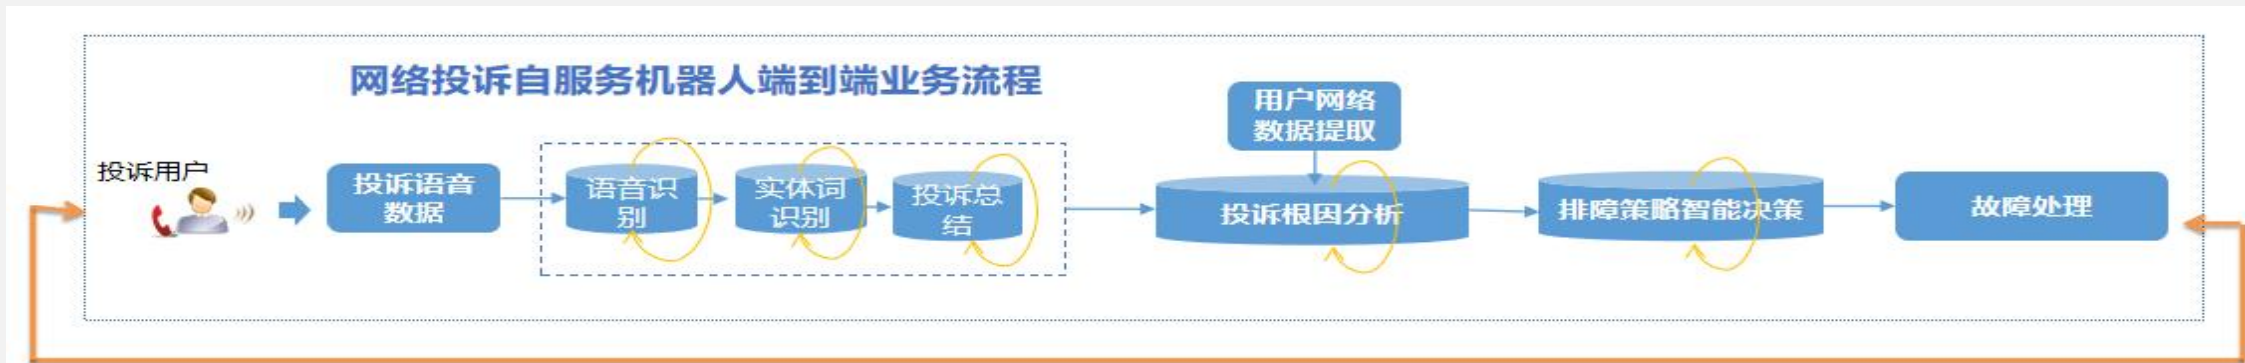 网络投诉自服务机器人端到端业务流程
用户网络
数据提取
投诉用户
投诉语音
数据
语音识
别
实体词
识别
投诉总
结
投诉根因分析
排障策略智能决策
故障处理